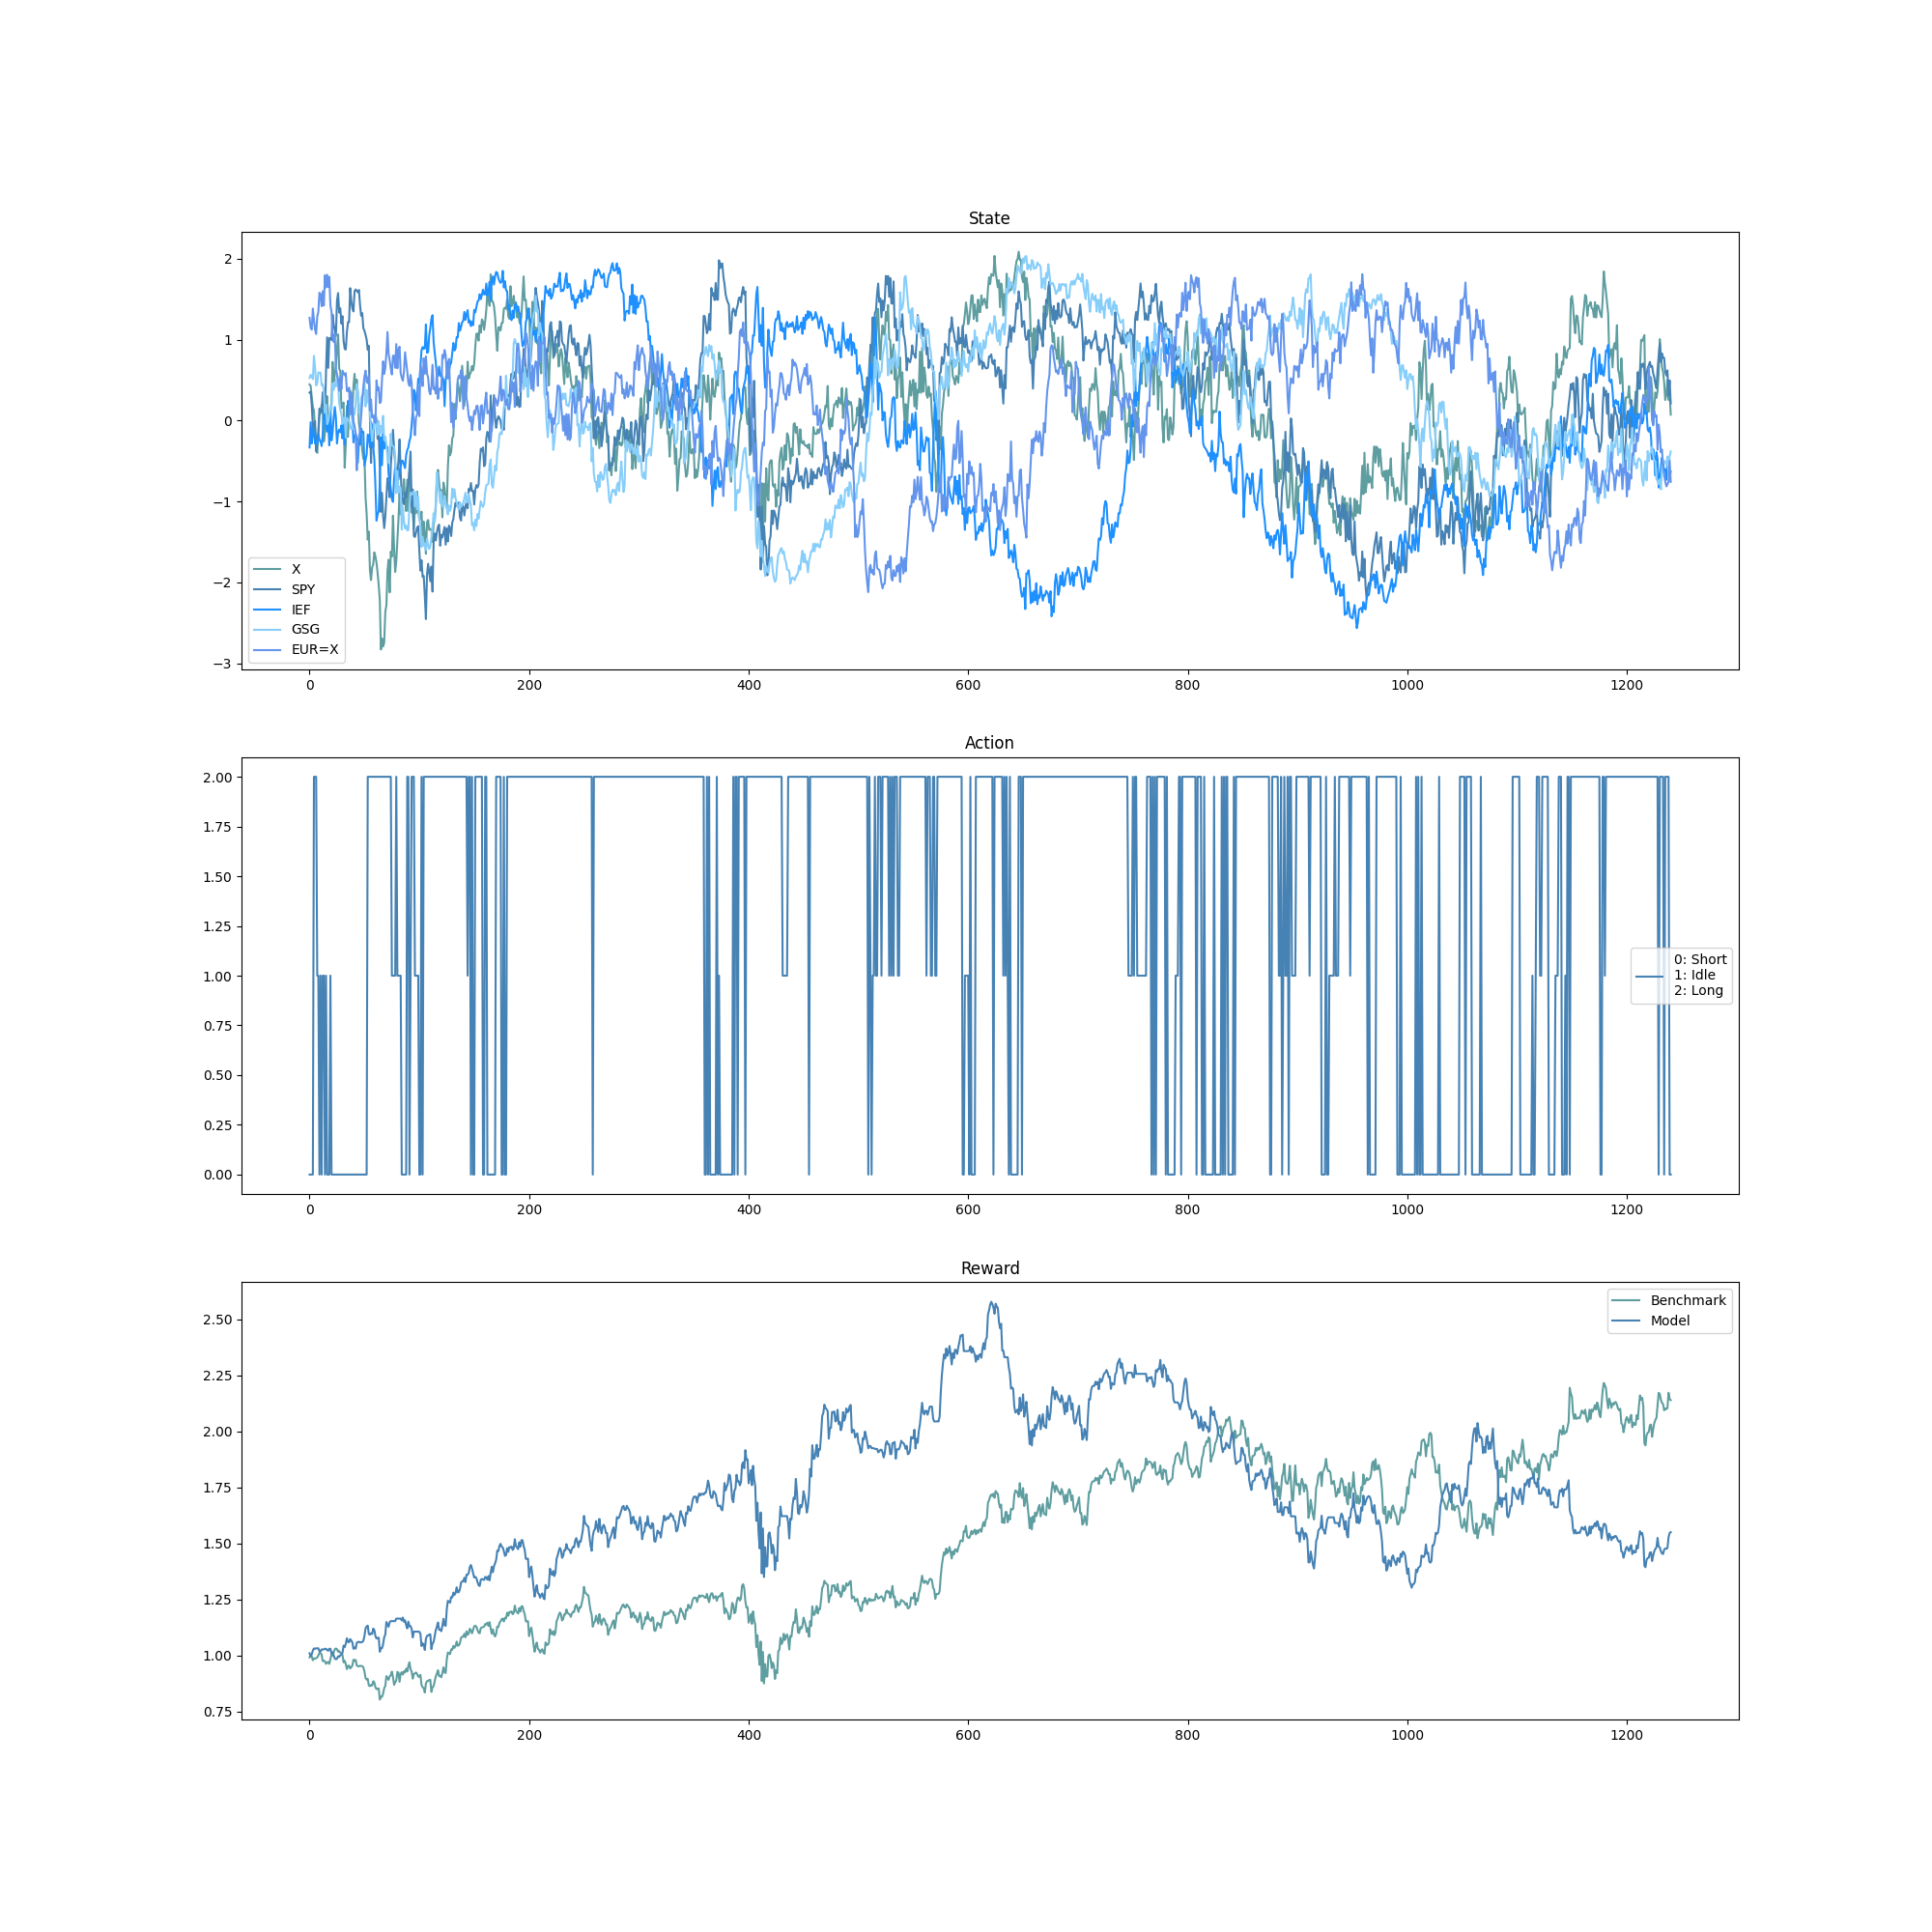 State
2
1
0
−1
−2
−3
X
SPY
IEF
GSG
EUR=X
0 200 400 600 800 1000 1200
Action
2.00
1.75
1.50
1.25
1.00
0.75
0.50
0.25
0.00
0: Short
1: Idle
2: Long
0 200 400 600 800 1000 1200
Reward
2.50
2.25
2.00
1.75
1.50
1.25
1.00
0.75
Benchmark
Model
0 200 400 600 800 1000 1200